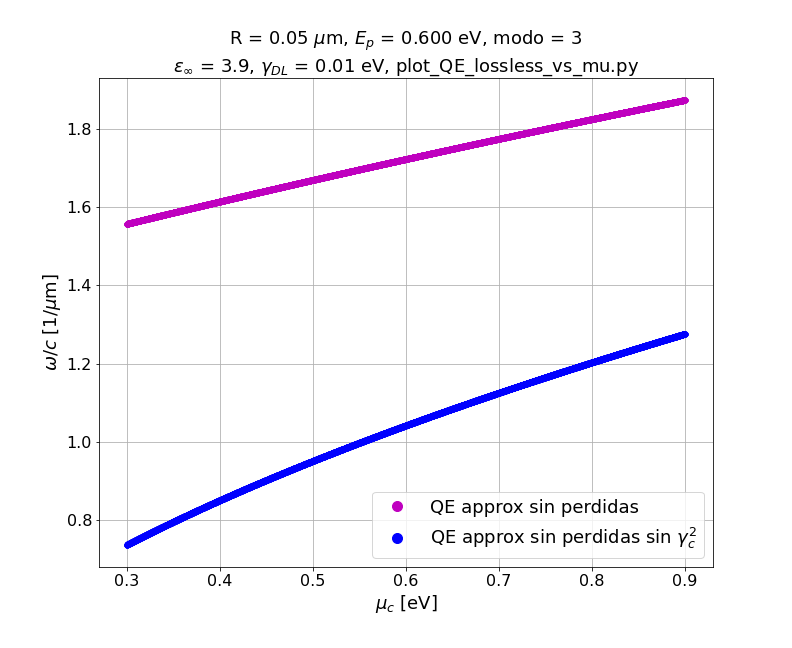 R = 0.05 μm, E_p = 0.600 eV, modo = 3
ε_∞ = 3.9, γ_DL = 0.01 eV, plot_QE_lossless_vs_mu.py
1.8
1.6
1.4
1.2
1.0
0.8
ω/c [1/μm]
QE approx sin perdidas
QE approx sin perdidas sin γ_c^2
0.3 0.4 0.5 0.6 0.7 0.8 0.9
μ_c [eV]